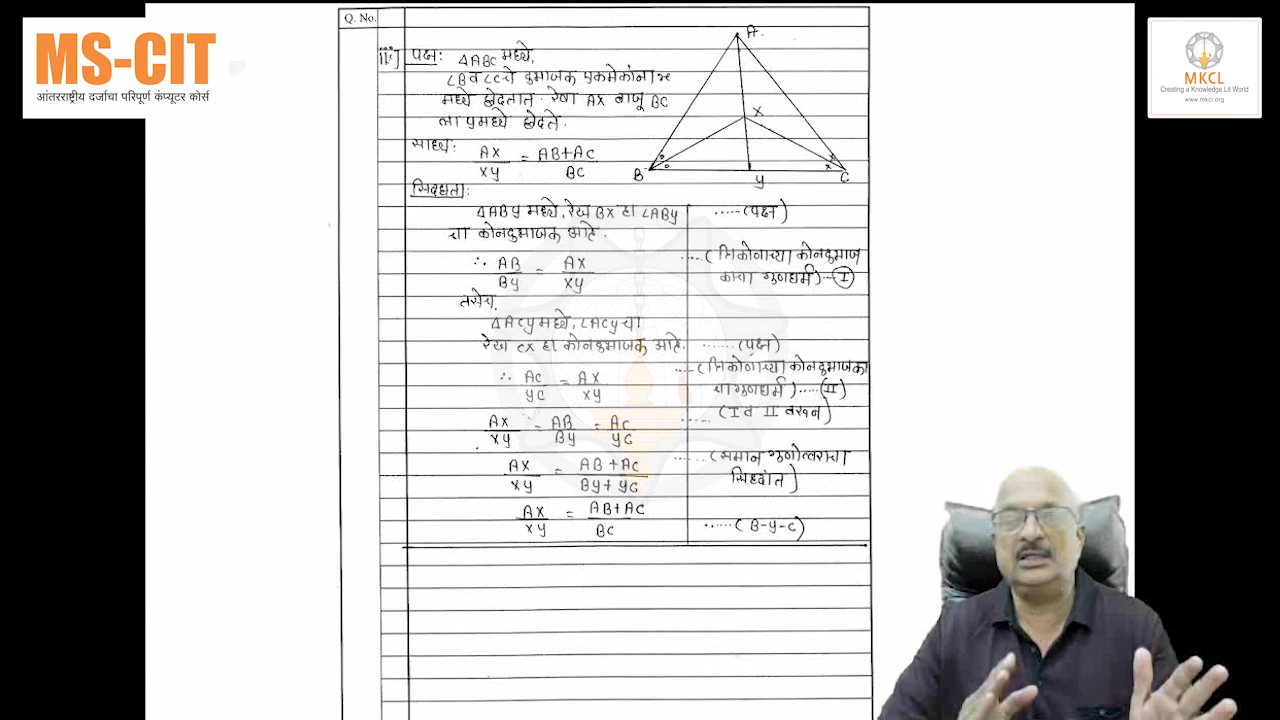 MS-CIT
आंतरराष्ट्रीय दर्जाचा परिपूर्ण कंप्यूटर कोर्स
MKCL
Creating a Knowledge Lit World
www.mkcl.org
Q. No.
iii] पक्ष: △ABC मध्ये,
∠B व ∠C चे दुभाजक एकमेकांना x
मध्ये छेदतात. रेषा AX बाजू BC
ला y मध्ये छेदते.
साध्य: AX/xy = AB+AC/BC
A
X
B
y
C
सिद्धता:
△ABy मध्ये, रेख BX हा ∠ABy .....(पक्ष)
चा कोनदुभाजक आहे.
∴ AB/By = AX/xy ....(त्रिकोणाच्या कोनदुभाज
काचा गुणधर्म)...(I)
तसेच,
△ACy मध्ये, ∠ACy चा
रेख CX हा कोनदुभाजक आहे. ......(पक्ष)
∴ AC/yC = AX/xy ....(त्रिकोणाच्या कोनदुभाजका
चा गुणधर्म).....(II)
AX/xy = AB/By = AC/yC ......(I व II वरून)
AX/xy = AB+AC/By+yC ......(समान गुणोत्तराचा
सिद्धांत)
AX/xy = AB+AC/BC ......(B-y-C)